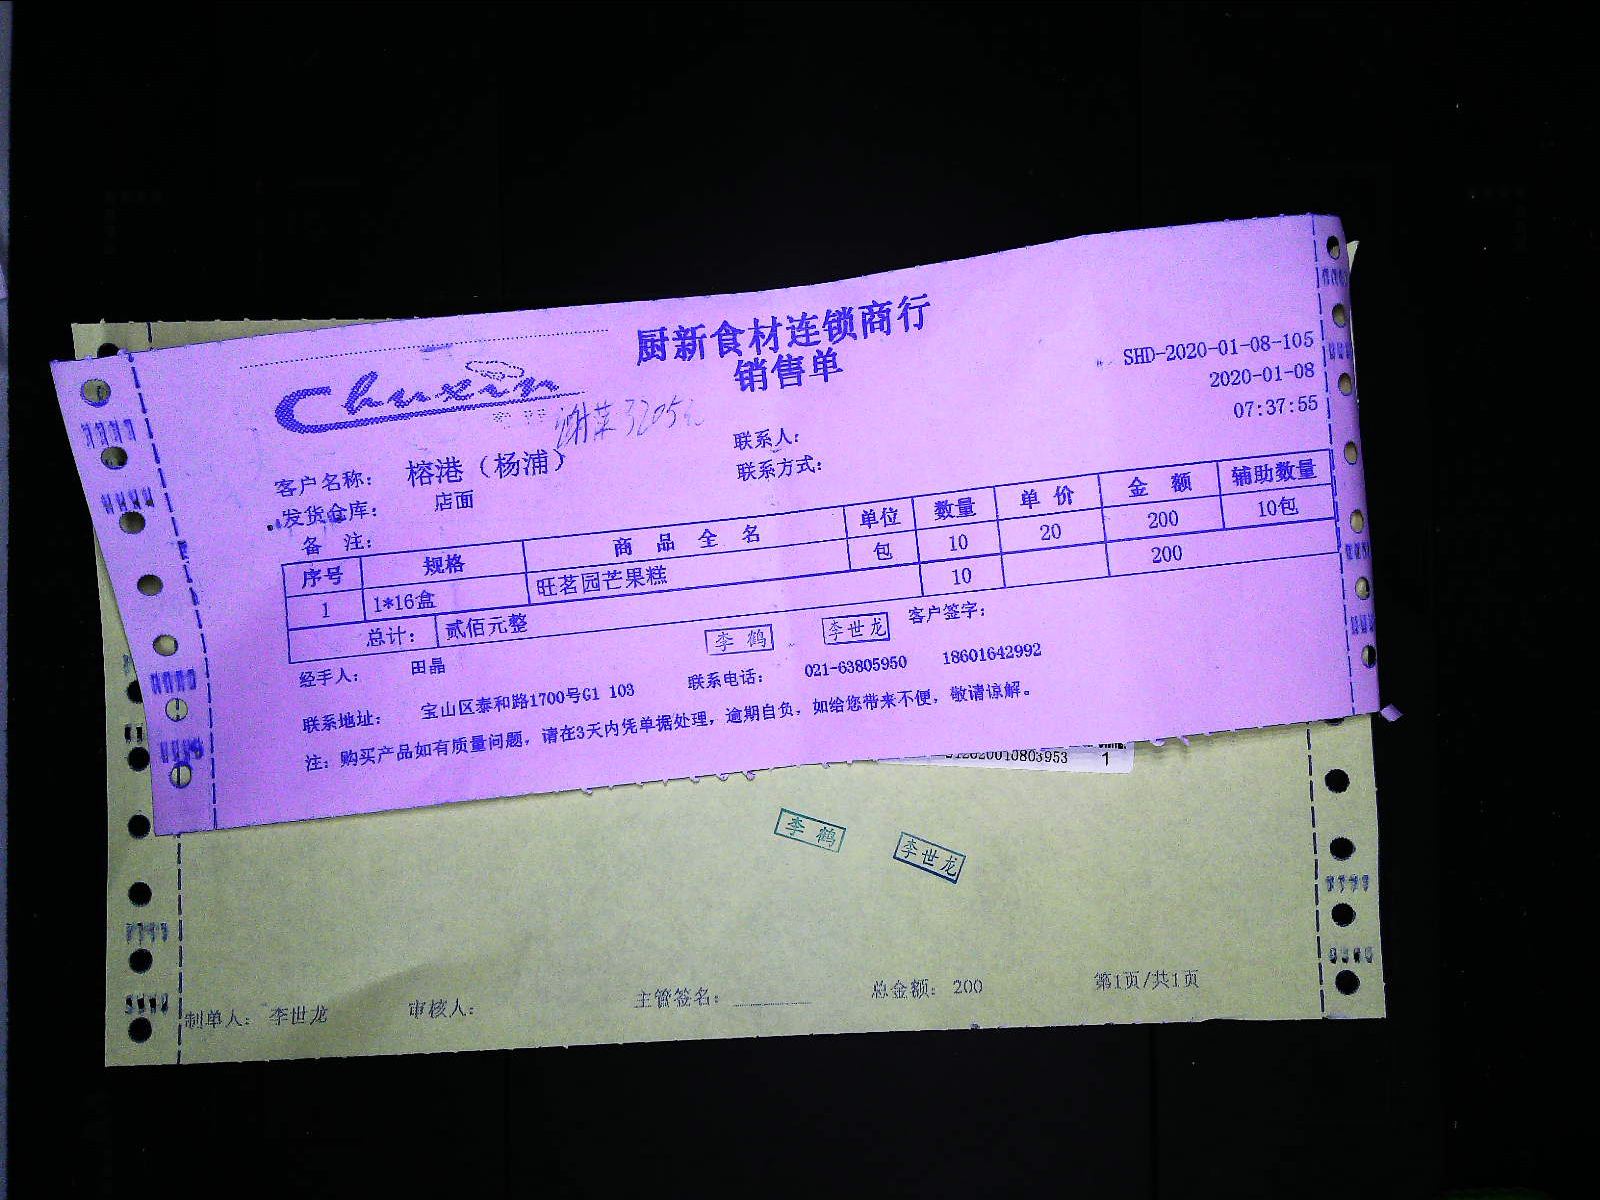 厨新食材连锁商行
销售单
Chuxin
SHD-2020-01-08-105
2020-01-08
07:37:55
客户名称: 榕港（杨浦） 联系人:
发货仓库: 店面 联系方式:
备 注:
序号 规格 商品全名 单位 数量 单价 金额 辅助数量
1 1*16盒 旺茗园芒果糕 包 10 20 200 10包
10 200
总计: 贰佰元整
李鹤 李世龙 客户签字:
经手人: 田晶 联系电话: 021-63805950 18601642992
联系地址: 宝山区泰和路1700号G1 103
注: 购买产品如有质量问题, 请在3天内凭单据处理, 逾期自负, 如给您带来不便, 敬请谅解。
20010803953 1
李鹤 李世龙
制单人: 李世龙 审核人: 主管签名: 总金额: 200 第1页/共1页